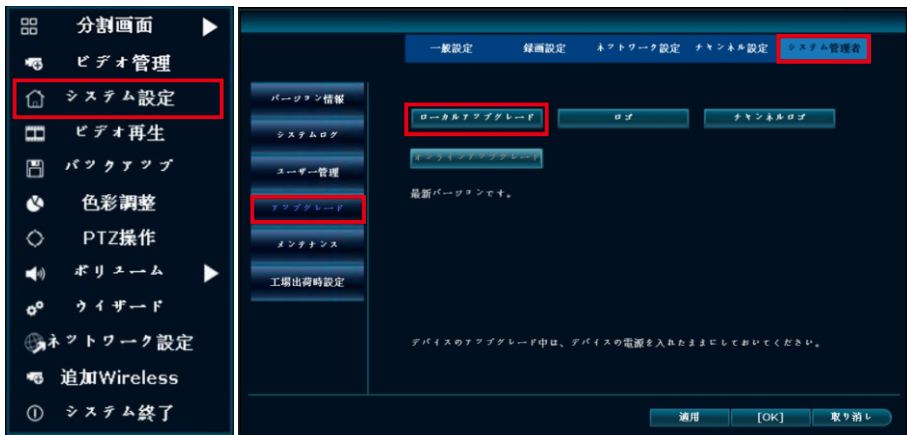 分割画面
ビデオ管理
システム設定
ビデオ再生
バックアップ
色彩調整
PTZ操作
ボリューム
ウイザード
ネットワーク設定
追加Wireless
システム終了
一般設定 録画設定 ネットワーク設定 チャンネル設定 システム管理者
バージョン情報
システムログ
ユーザー管理
アップグレード
メンテナンス
工場出荷時設定
ローカルアップグレード ロゴ チャンネルロゴ
オンラインアップグレード
最新バージョンです。
デバイスのアップグレード中は、デバイスの電源を入れたままにしておいてください。
適用 [OK] 取り消し